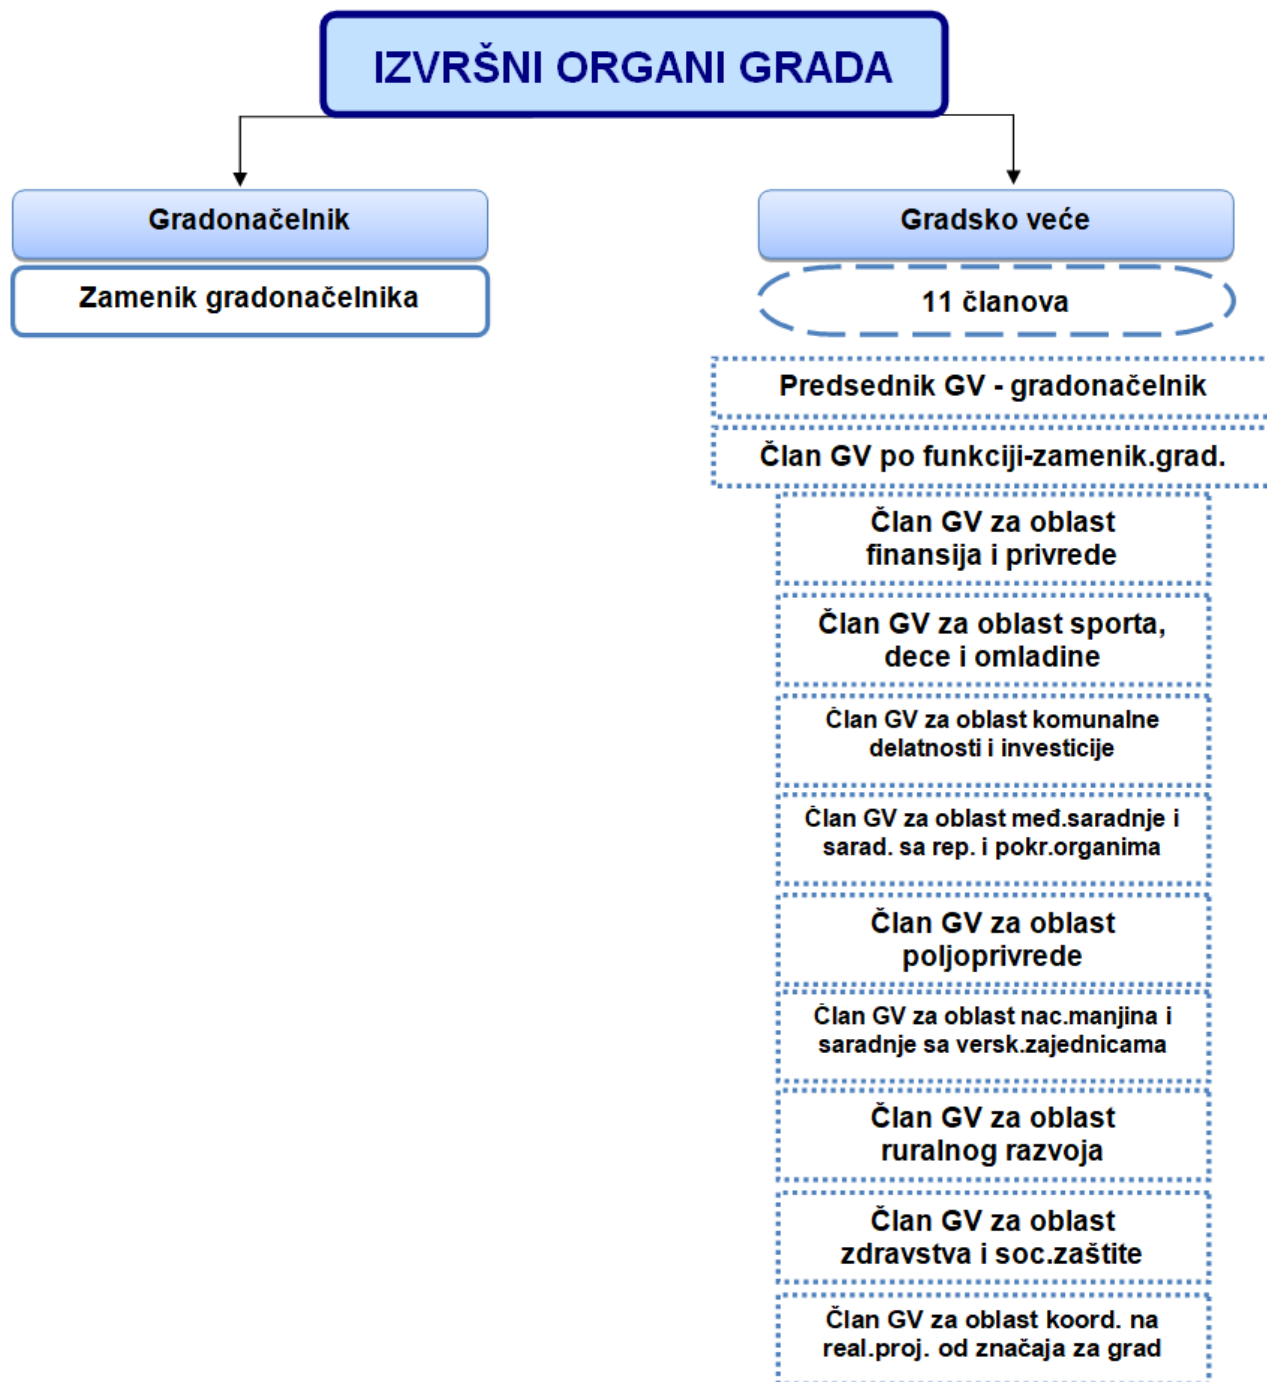 IZVRŠNI ORGANI GRADA
Gradonačelnik
Zamenik gradonačelnika
Gradsko veće
11 članova
Predsednik GV - gradonačelnik
Član GV po funkciji-zamenik.grad.
Član GV za oblast
finansija i privrede
Član GV za oblast sporta,
dece i omladine
Član GV za oblast komunalne
delatnosti i investicije
Član GV za oblast međ.saradnje i
sarad. sa rep. i pokr.organima
Član GV za oblast
poljoprivrede
Član GV za oblast nac.manjina i
saradnje sa versk.zajednicama
Član GV za oblast
ruralnog razvoja
Član GV za oblast
zdravstva i soc.zaštite
Član GV za oblast koord. na
real.proj. od značaja za grad